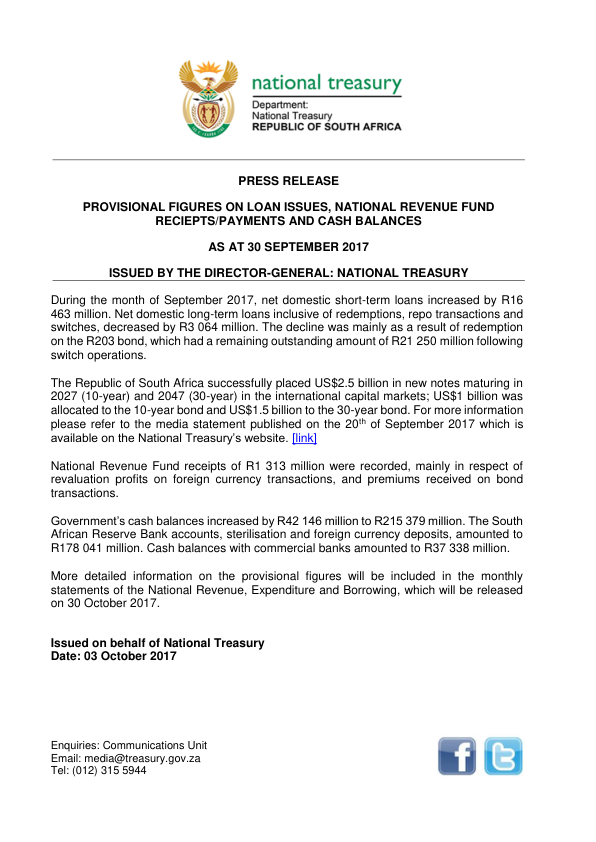 national treasury
Department:
National Treasury
REPUBLIC OF SOUTH AFRICA
PRESS RELEASE
PROVISIONAL FIGURES ON LOAN ISSUES, NATIONAL REVENUE FUND
RECIEPTS/PAYMENTS AND CASH BALANCES
AS AT 30 SEPTEMBER 2017
ISSUED BY THE DIRECTOR-GENERAL: NATIONAL TREASURY
During the month of September 2017, net domestic short-term loans increased by R16
463 million. Net domestic long-term loans inclusive of redemptions, repo transactions and
switches, decreased by R3 064 million. The decline was mainly as a result of redemption
on the R203 bond, which had a remaining outstanding amount of R21 250 million following
switch operations.
The Republic of South Africa successfully placed US$2.5 billion in new notes maturing in
2027 (10-year) and 2047 (30-year) in the international capital markets; US$1 billion was
allocated to the 10-year bond and US$1.5 billion to the 30-year bond. For more information
please refer to the media statement published on the 20th of September 2017 which is
available on the National Treasury’s website. [link]
National Revenue Fund receipts of R1 313 million were recorded, mainly in respect of
revaluation profits on foreign currency transactions, and premiums received on bond
transactions.
Government’s cash balances increased by R42 146 million to R215 379 million. The South
African Reserve Bank accounts, sterilisation and foreign currency deposits, amounted to
R178 041 million. Cash balances with commercial banks amounted to R37 338 million.
More detailed information on the provisional figures will be included in the monthly
statements of the National Revenue, Expenditure and Borrowing, which will be released
on 30 October 2017.
Issued on behalf of National Treasury
Date: 03 October 2017
Enquiries: Communications Unit
Email: media@treasury.gov.za
Tel: (012) 315 5944